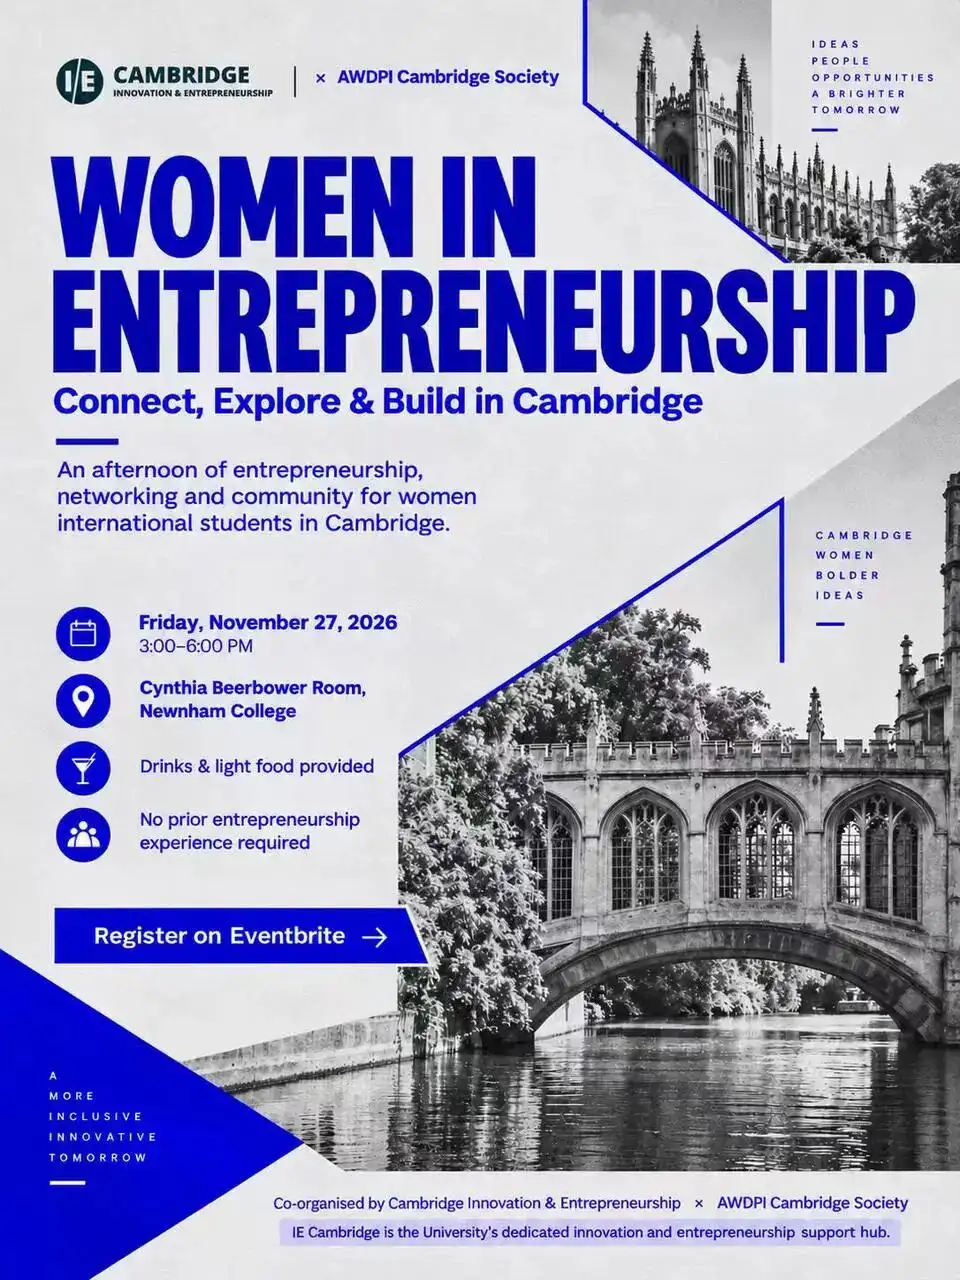 I/E CAMBRIDGE
INNOVATION & ENTREPRENEURSHIP
× AWDPI Cambridge Society
IDEAS
PEOPLE
OPPORTUNITIES
A BRIGHTER
TOMORROW
WOMEN IN
ENTREPRENEURSHIP
Connect, Explore & Build in Cambridge
An afternoon of entrepreneurship,
networking and community for women
international students in Cambridge.
CAMBRIDGE
WOMEN
BOLDER
IDEAS
Friday, November 27, 2026
3:00–6:00 PM
Cynthia Beerbower Room,
Newnham College
Drinks & light food provided
No prior entrepreneurship
experience required
Register on Eventbrite →
A
MORE
INCLUSIVE
INNOVATIVE
TOMORROW
Co-organised by Cambridge Innovation & Entrepreneurship × AWDPI Cambridge Society
IE Cambridge is the University's dedicated innovation and entrepreneurship support hub.